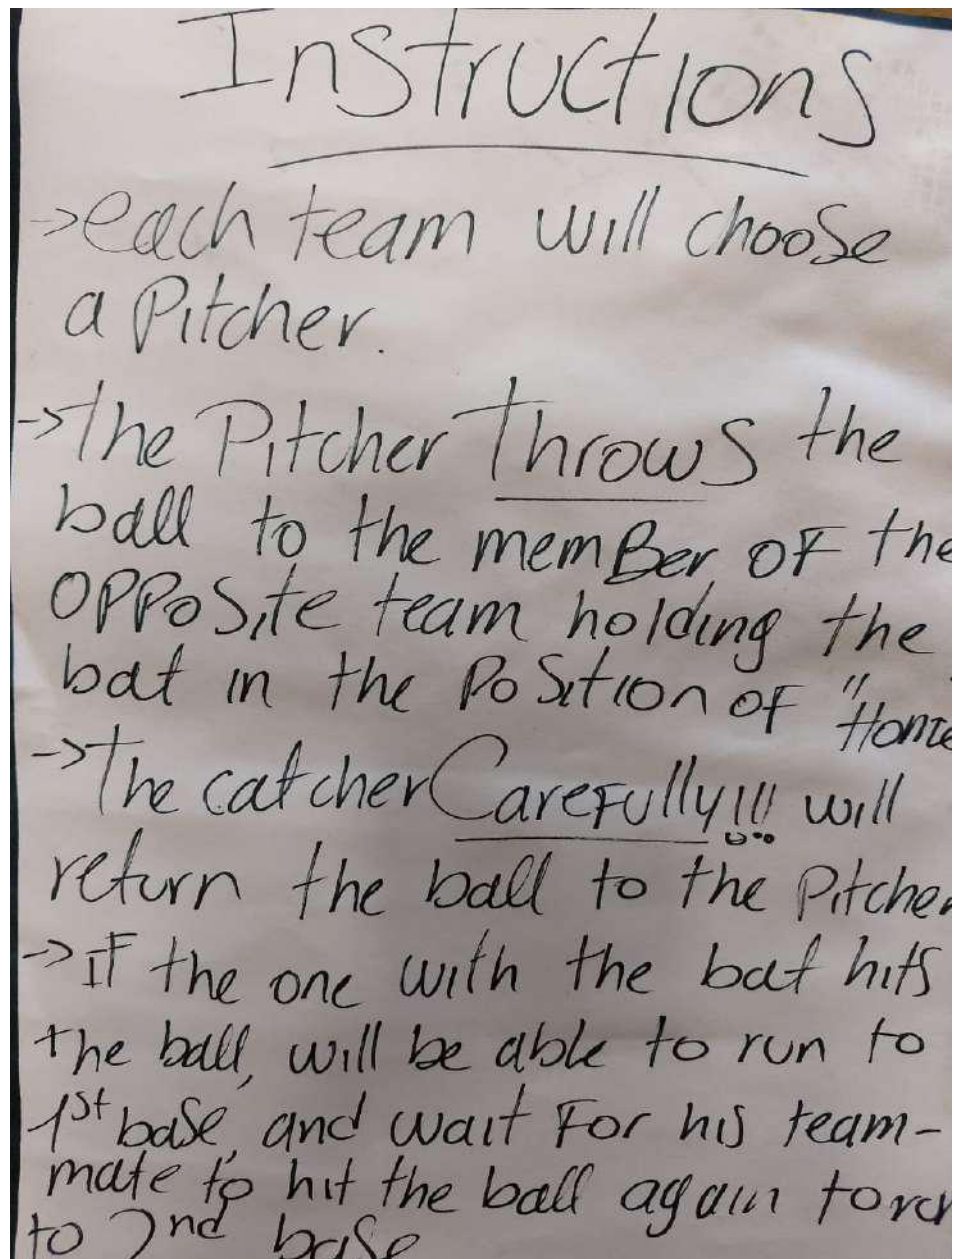 Instructions
->each team will choose
a Pitcher.
->The Pitcher Throws the
ball to the memBer, OF the
OPPoSite team holding the
bat in the PoSition OF "Home
->The catcher Carefully!!! will
return the ball to the Pitcher
->iF the one with the bat hits
the ball, will be able to run to
1st base, and wait For his team-
mate to hit the ball again to
to 2nd base